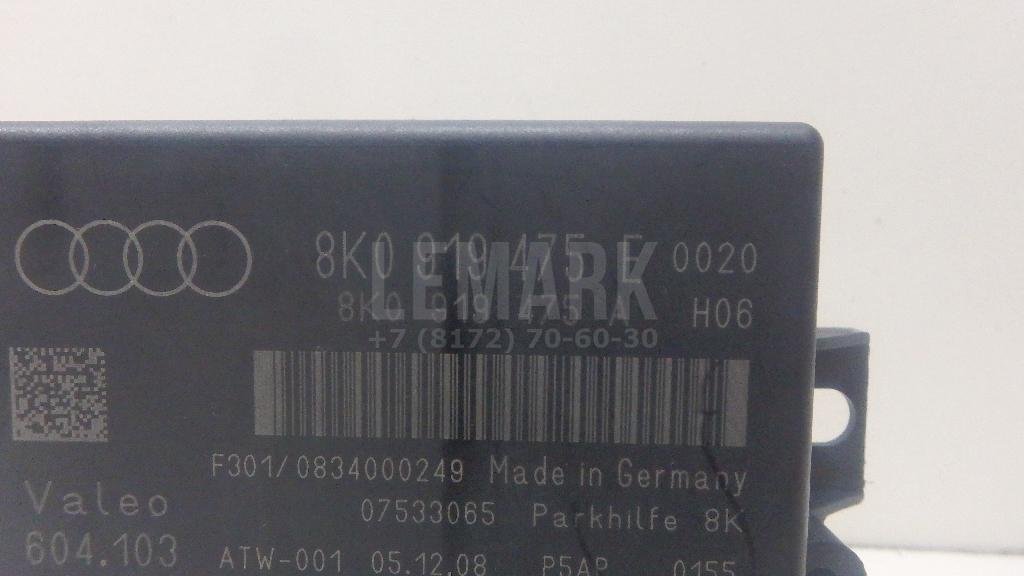 8K0 919 475 E 0020
8K0 919 475 A H06
LEMARK
+7 (8172) 70-60-30
F301/0834000249 Made in Germany
Valeo
07533065 Parkhilfe 8K
604.103
ATW-001 05.12.08 P5AP 0155